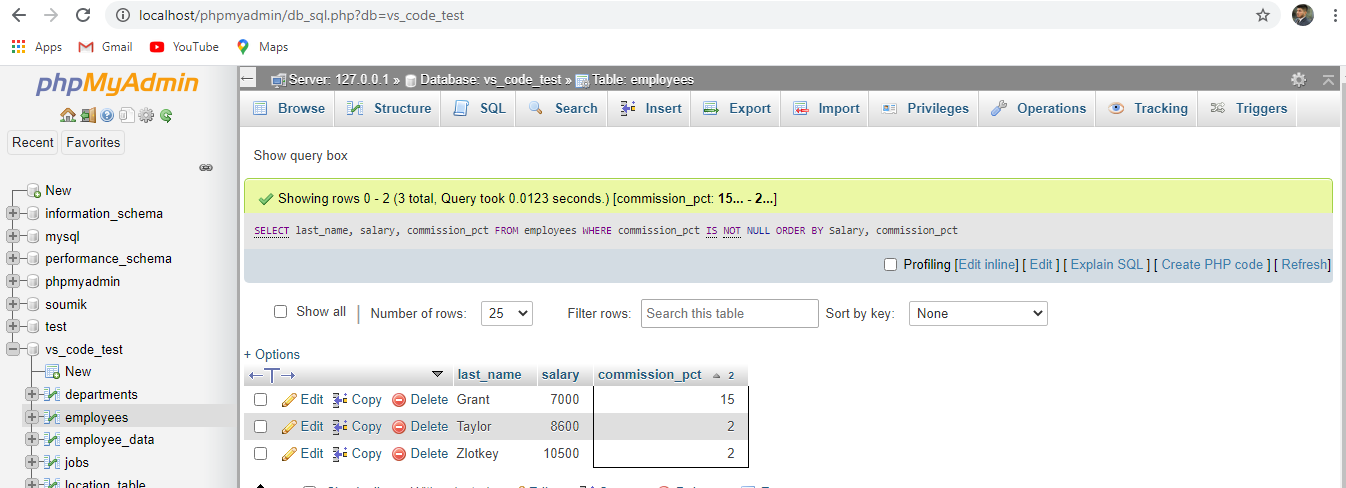 localhost/phpmyadmin/db_sql.php?db=vs_code_test
Apps Gmail YouTube Maps
phpMyAdmin
Recent Favorites
New
information_schema
mysql
performance_schema
phpmyadmin
soumik
test
vs_code_test
New
departments
employees
employee_data
jobs
location_table
Server: 127.0.0.1 » Database: vs_code_test » Table: employees
Browse Structure SQL Search Insert Export Import Privileges Operations Tracking Triggers
Show query box
Showing rows 0 - 2 (3 total, Query took 0.0123 seconds.) [commission_pct: 15... - 2...]
SELECT last_name, salary, commission_pct FROM employees WHERE commission_pct IS NOT NULL ORDER BY Salary, commission_pct
Profiling [Edit inline] [ Edit ] [ Explain SQL ] [ Create PHP code ] [ Refresh]
Show all | Number of rows: 25 Filter rows: Search this table Sort by key: None
+ Options
←T→ last_name salary commission_pct 2
Edit Copy Delete Grant 7000 15
Edit Copy Delete Taylor 8600 2
Edit Copy Delete Zlotkey 10500 2